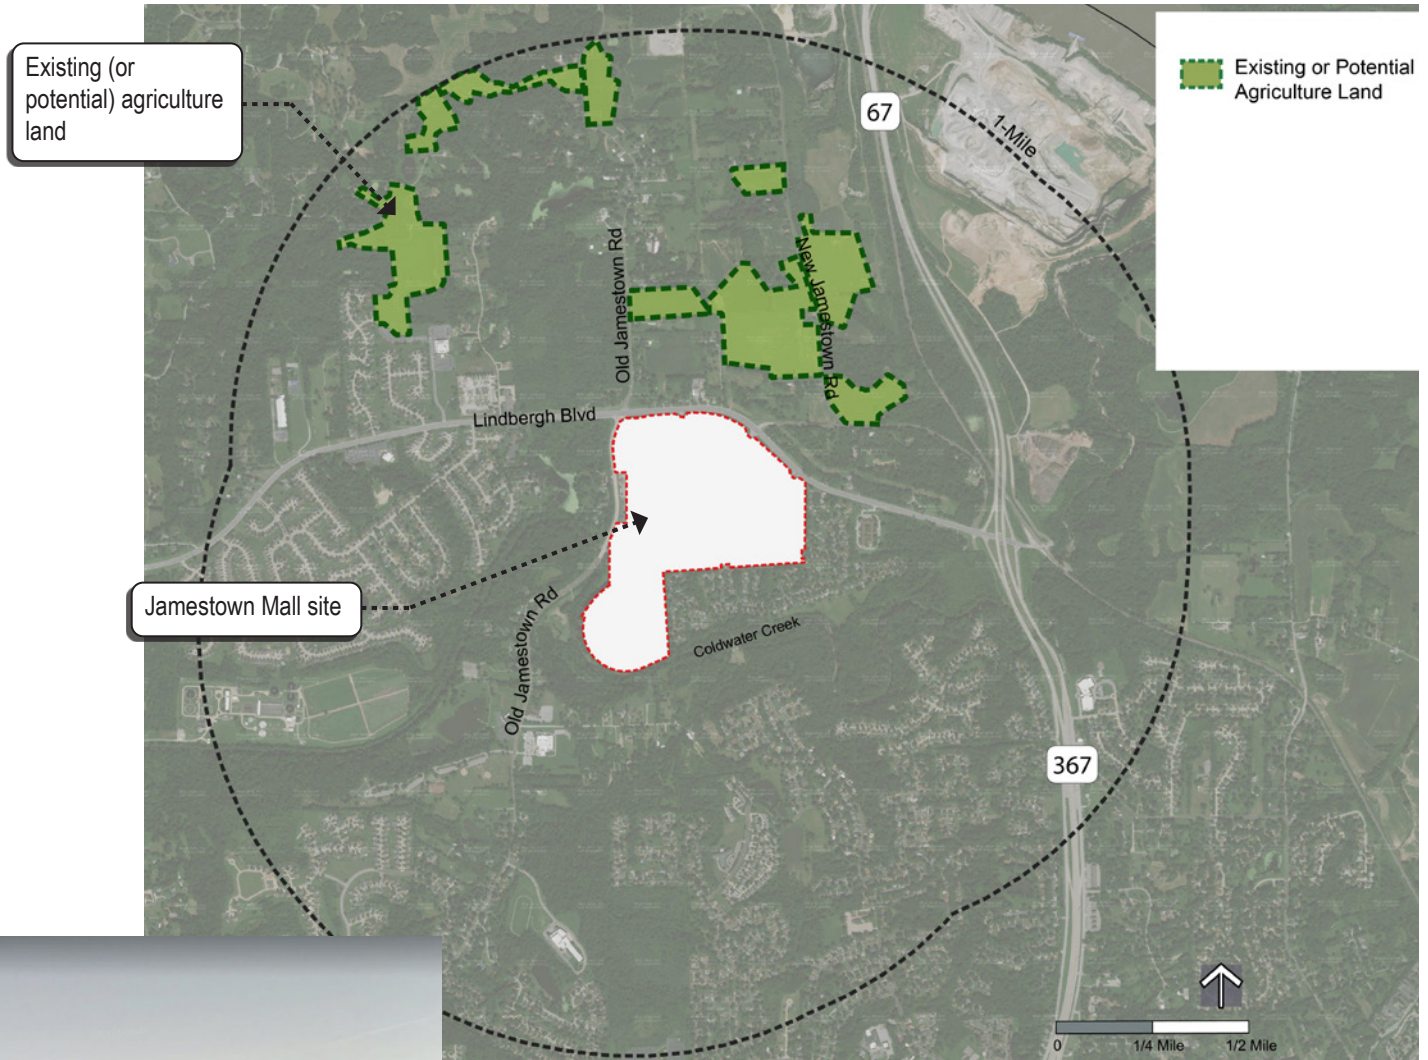 Existing (or
potential) agriculture
land
Existing or Potential
Agriculture Land
67
1-Mile
Old Jamestown Rd
New Jamestown Rd
Lindbergh Blvd
Jamestown Mall site
Old Jamestown Rd
Coldwater Creek
367
0
1/4 Mile
1/2 Mile